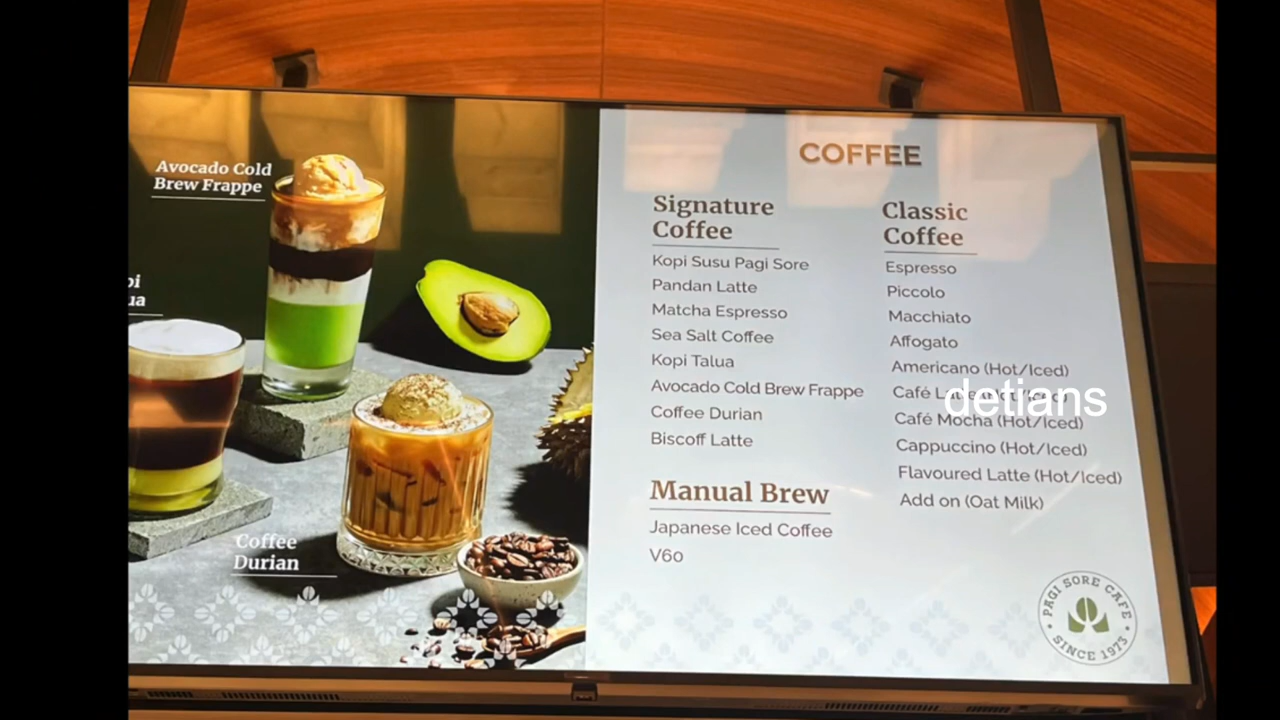 Avocado Cold
Brew Frappe
Coffee
Durian
COFFEE
Signature
Coffee
Kopi Susu Pagi Sore
Pandan Latte
Matcha Espresso
Sea Salt Coffee
Kopi Talua
Avocado Cold Brew Frappe
Coffee Durian
Biscoff Latte
Manual Brew
Japanese Iced Coffee
V60
Classic
Coffee
Espresso
Piccolo
Macchiato
Affogato
Americano (Hot/Iced)
Café Latte (Hot/Iced)
detians
Café Mocha (Hot/Iced)
Cappuccino (Hot/Iced)
Flavoured Latte (Hot/Iced)
Add on (Oat Milk)
PAGI SORE CAFE
SINCE 1973